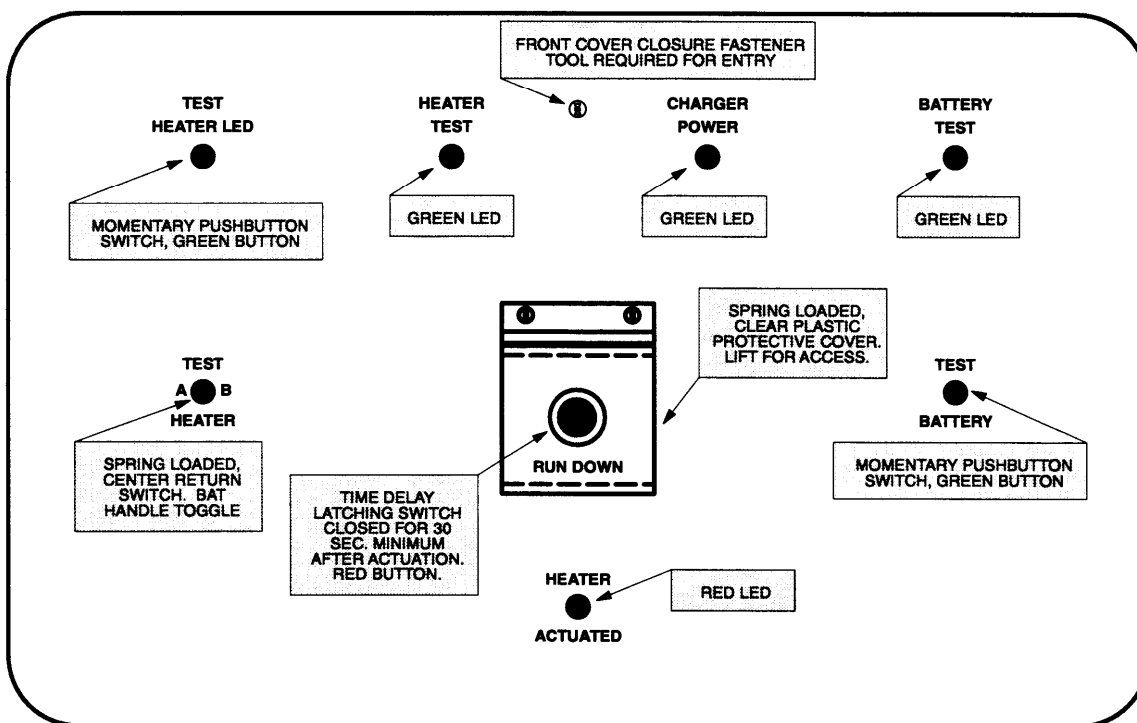 FRONT COVER CLOSURE FASTENER
TOOL REQUIRED FOR ENTRY
TEST
HEATER LED
HEATER
TEST
CHARGER
POWER
BATTERY
TEST
MOMENTARY PUSHBUTTON
SWITCH, GREEN BUTTON
GREEN LED
GREEN LED
GREEN LED
SPRING LOADED,
CLEAR PLASTIC
PROTECTIVE COVER.
LIFT FOR ACCESS.
TEST
A B
HEATER
SPRING LOADED,
CENTER RETURN
SWITCH. BAT
HANDLE TOGGLE
RUN DOWN
TIME DELAY
LATCHING SWITCH
CLOSED FOR 30
SEC. MINIMUM
AFTER ACTUATION.
RED BUTTON.
TEST
BATTERY
MOMENTARY PUSHBUTTON
SWITCH, GREEN BUTTON
HEATER
ACTUATED
RED LED